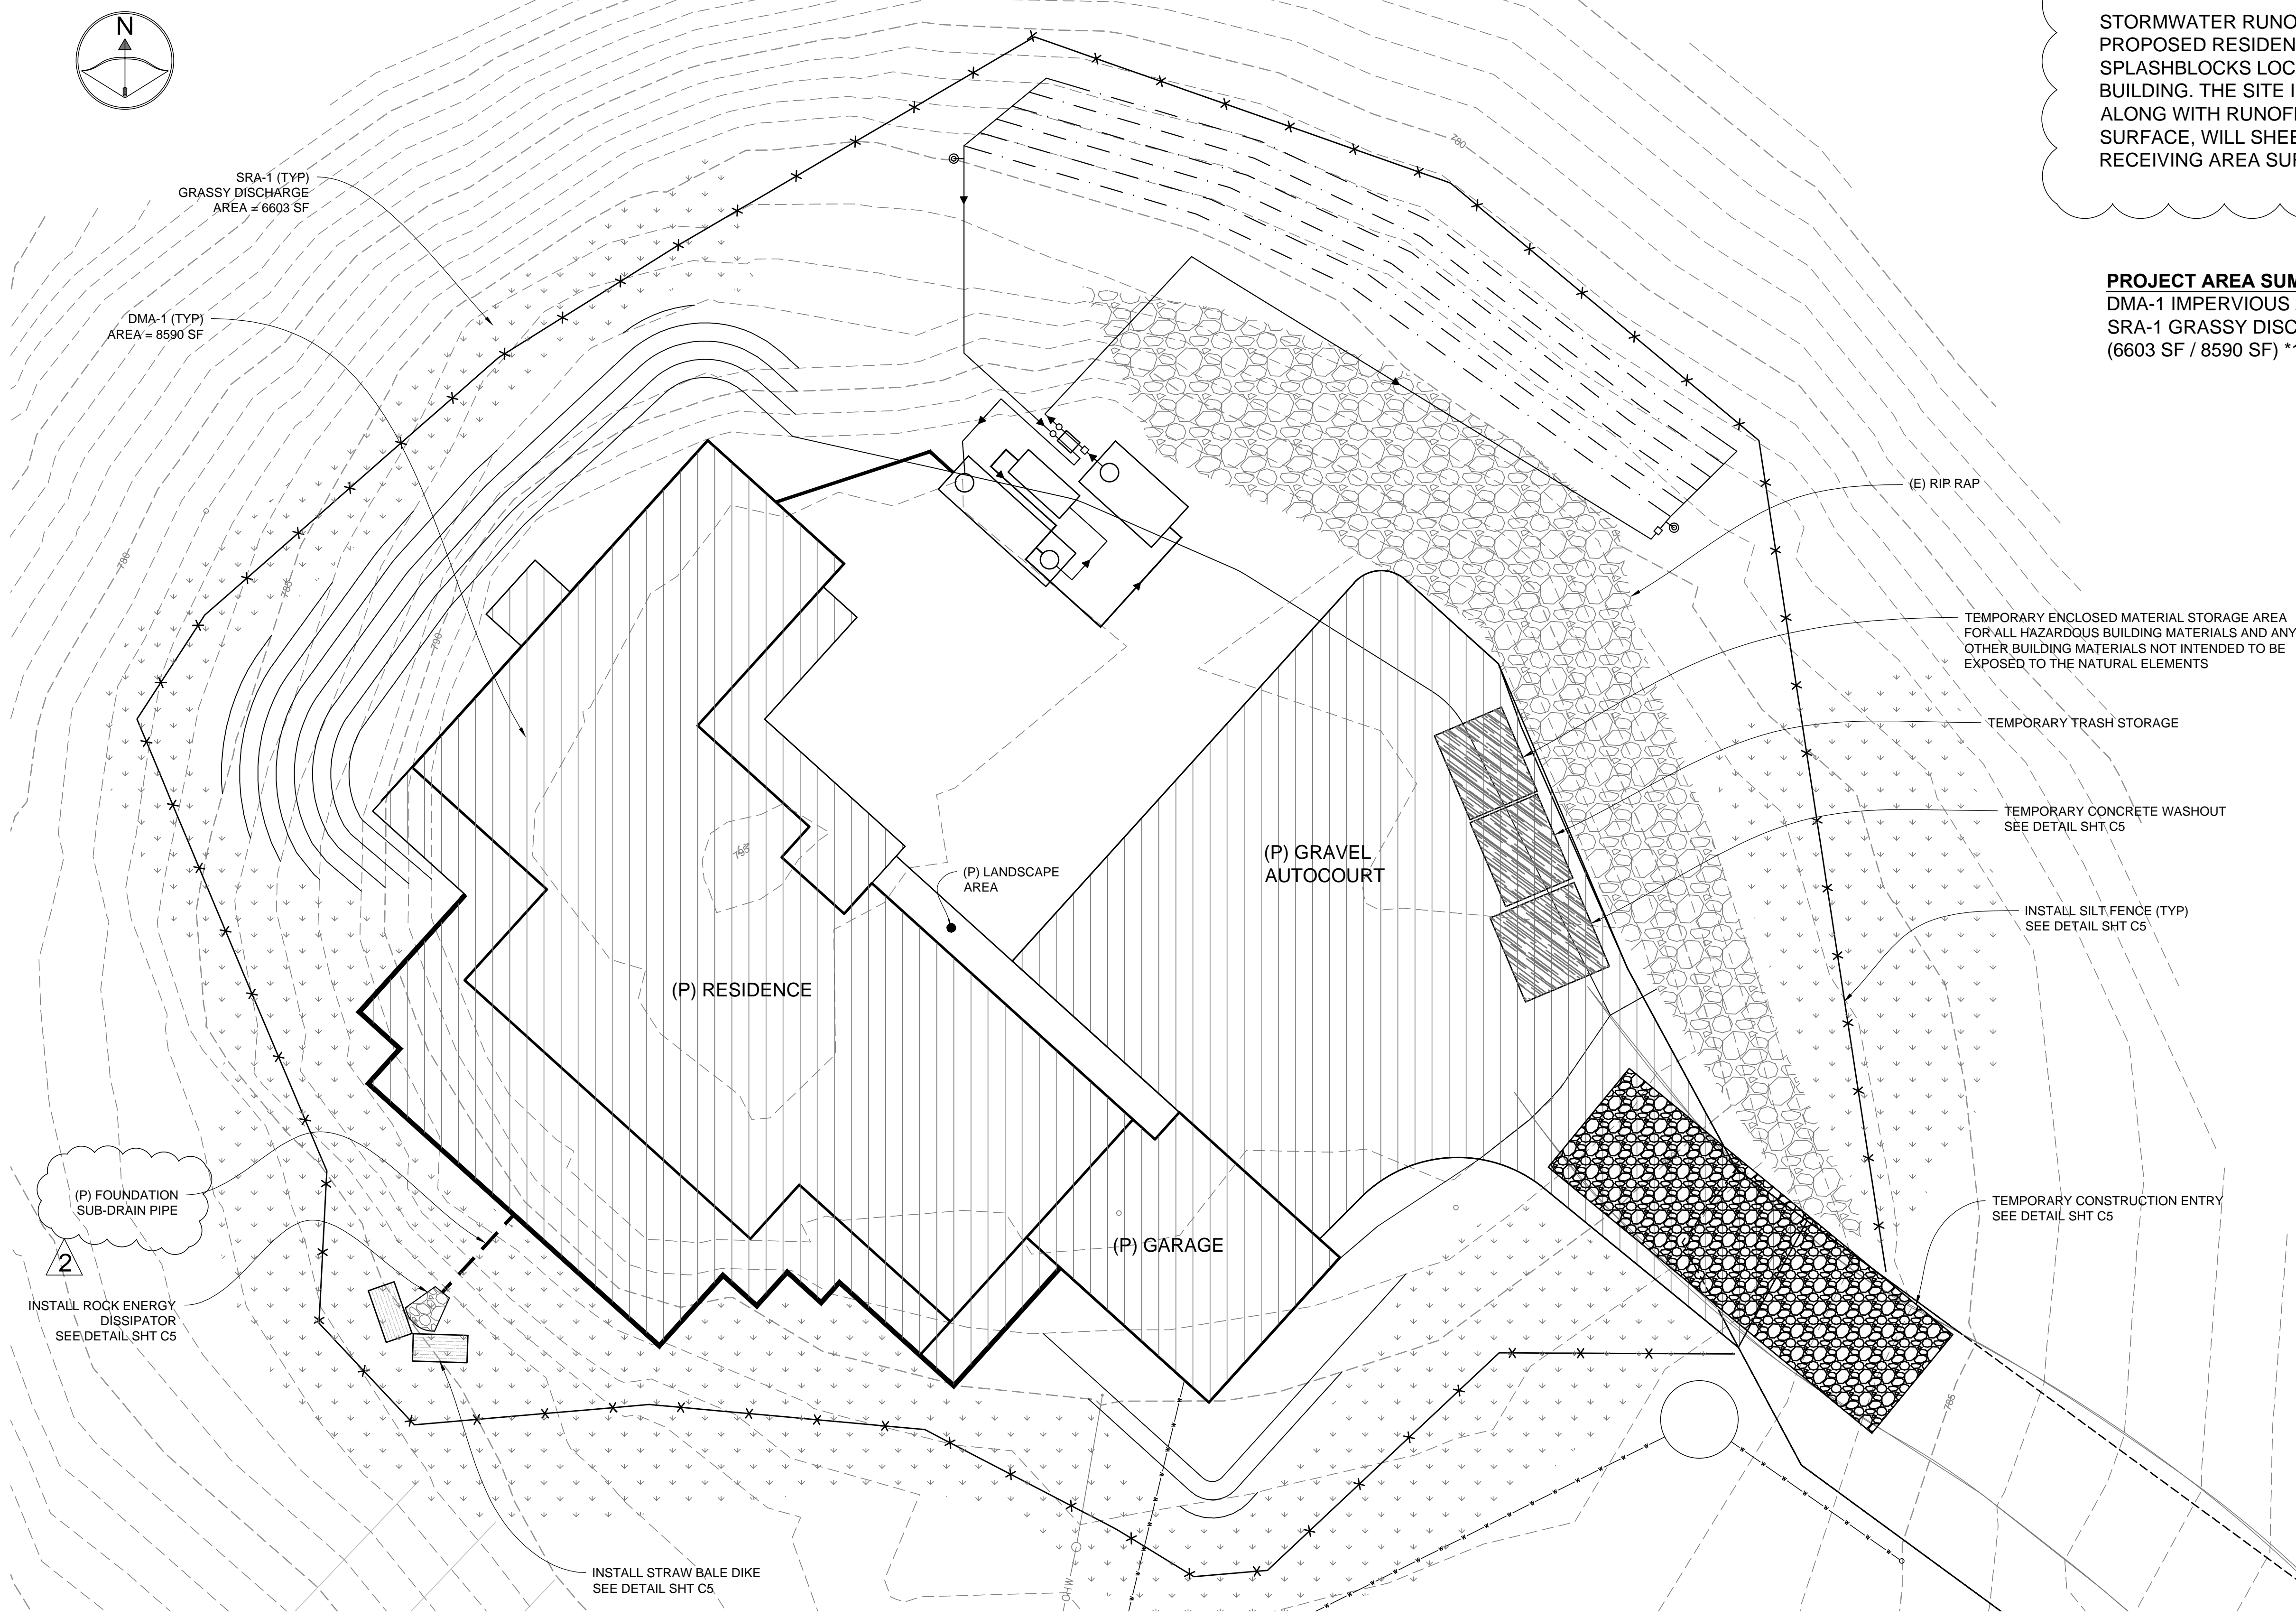 N
STORMWATER RUNO
PROPOSED RESIDEN
SPLASHBLOCKS LOC
BUILDING. THE SITE I
ALONG WITH RUNOF
SURFACE, WILL SHEE
RECEIVING AREA SU
PROJECT AREA SUM
DMA-1 IMPERVIOUS
SRA-1 GRASSY DISC
(6603 SF / 8590 SF) *
780
SRA-1 (TYP)
GRASSY DISCHARGE
AREA = 6603 SF
DMA-1 (TYP)
AREA = 8590 SF
(E) RIP RAP
780
785
790
TEMPORARY ENCLOSED MATERIAL STORAGE AREA
FOR ALL HAZARDOUS BUILDING MATERIALS AND ANY
OTHER BUILDING MATERIALS NOT INTENDED TO BE
EXPOSED TO THE NATURAL ELEMENTS
TEMPORARY TRASH STORAGE
TEMPORARY CONCRETE WASHOUT
SEE DETAIL SHT C5
(P) GRAVEL
AUTOCOURT
(P) LANDSCAPE
AREA
INSTALL SILT FENCE (TYP)
SEE DETAIL SHT C5
(P) RESIDENCE
(P) FOUNDATION
SUB-DRAIN PIPE
2
TEMPORARY CONSTRUCTION ENTRY
SEE DETAIL SHT C5
(P) GARAGE
INSTALL ROCK ENERGY
DISSIPATOR
SEE DETAIL SHT C5
785
INSTALL STRAW BALE DIKE
SEE DETAIL SHT C5
OHW